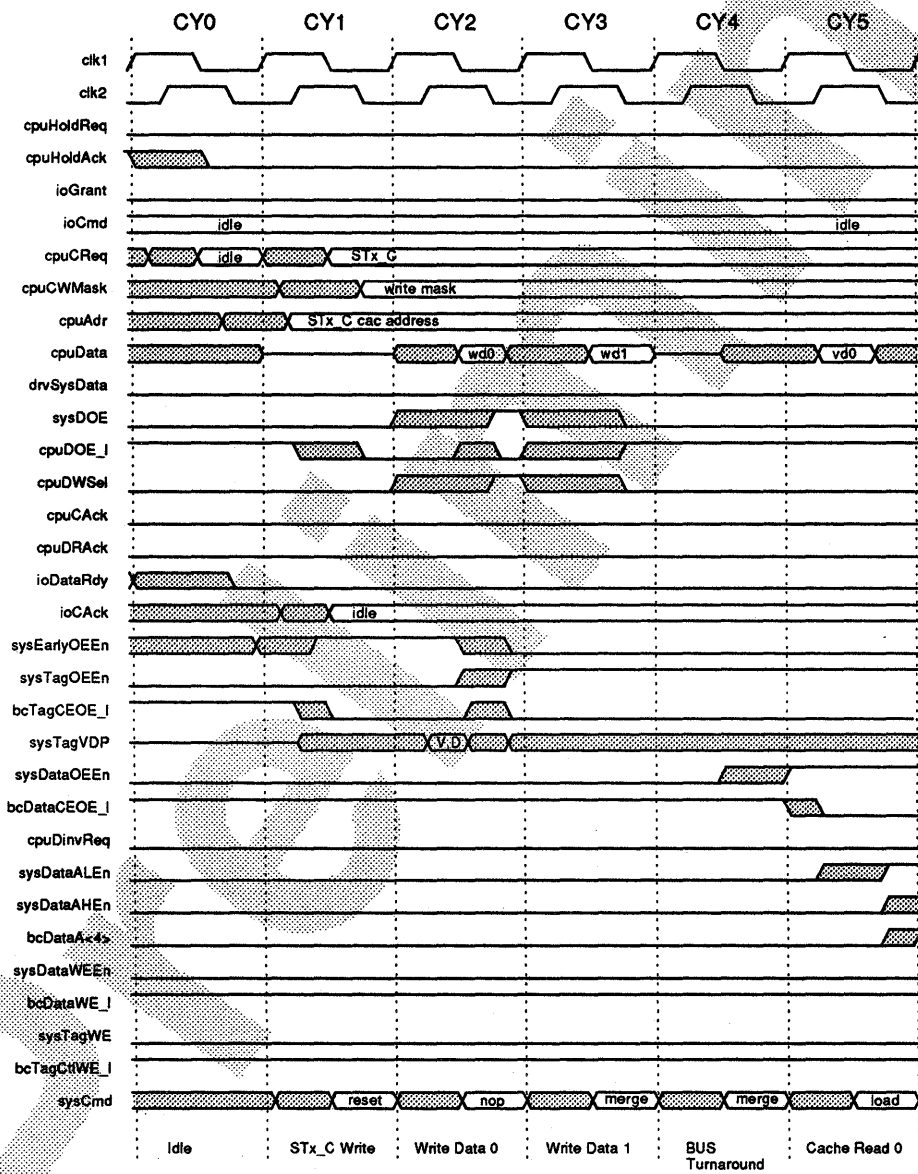 CY0 CY1 CY2 CY3 CY4 CY5
clk1
clk2
cpuHoldReq
cpuHoldAck
ioGrant
ioCmd idle idle
cpuCReq idle STx_C
cpuCWMask write mask
cpuAdr STx_C cac address
cpuData wd0 wd1 vd0
drvSysData
sysDOE
cpuDOE_l
cpuDWSel
cpuCAck
cpuDRAck
ioDataRdy
ioCAck idle
sysEarlyOEEn
sysTagOEEn
bcTagCEOE_l
sysTagVDP V,D
sysDataOEEn
bcDataCEOE_l
cpuDinvReq
sysDataALEn
sysDataAHEn
bcDataA<4>
sysDataWEEn
bcDataWE_l
sysTagWE
bcTagCtlWE_l
sysCmd reset nop merge merge load
Idle STx_C Write Write Data 0 Write Data 1 BUS Turnaround Cache Read 0